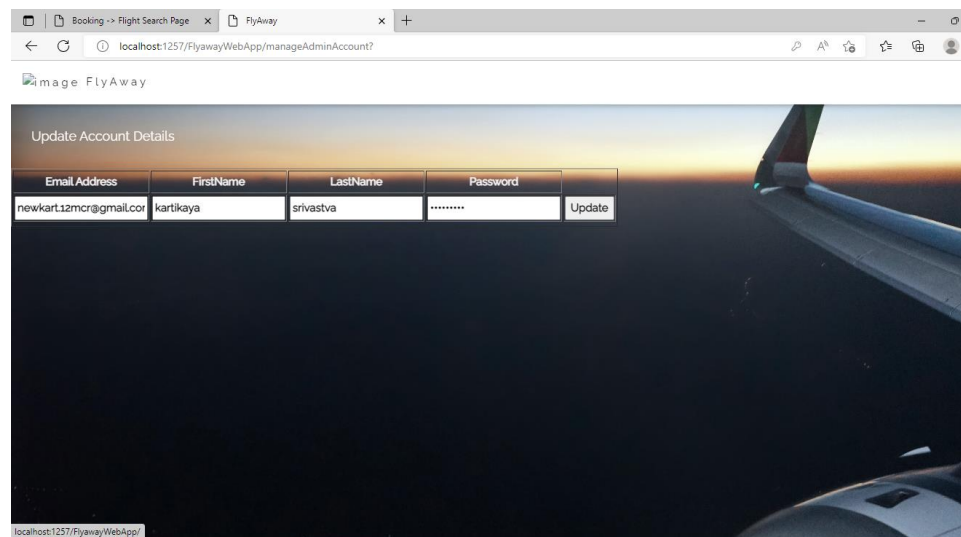 Booking -> Flight Search Page
FlyAway
localhost:1257/FlyawayWebApp/manageAdminAccount?
image FlyAway
Update Account Details
Email Address FirstName LastName Password
newkart.12mcr@gmail.cor kartikaya srivastva ••••••••• Update
localhost:1257/FlyawayWebApp/